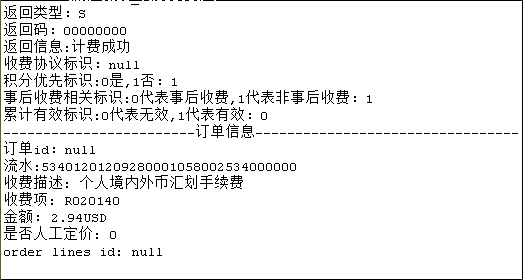 返回类型: S
返回码: 00000000
返回信息:计费成功
收费协议标识: null
积分优先标识:0是,1否: 1
事后收费相关标识:0代表事后收费,1代表非事后收费: 1
累计有效标识:0代表无效,1代表有效: 0
------------------------订单信息---------------------------------
订单id: null
流水:53401201209280001058002534000000
收费描述: 个人境内外币汇划手续费
收费项: R020140
金额: 2.94USD
是否人工定价: 0
order lines id: null